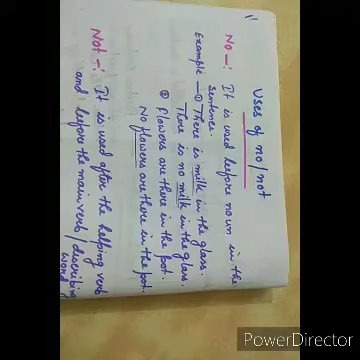 Uses of no/not
No —: It is used before noun in the
sentence.
Example — ① There is milk in the glass.
There is no milk in the glass.
② Flowers are there in the pot.
No flowers are there in the pot.
Not —: It is used after the helping verb
and before the main verb/describing
word
PowerDirector